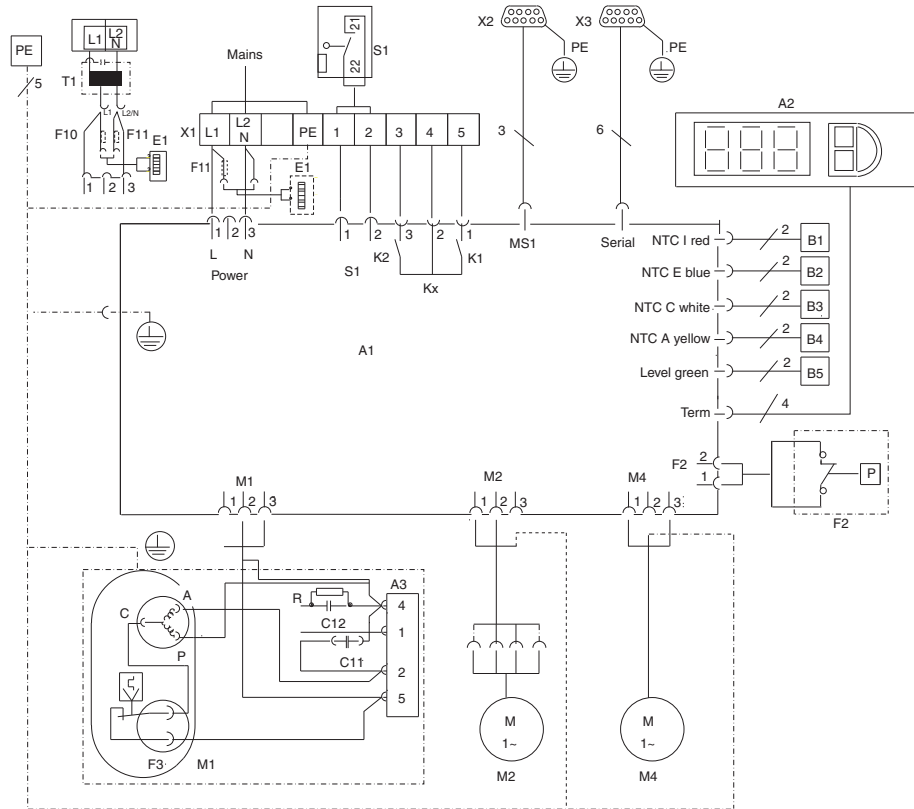 X2
X3
21
22
S1
PE
L1
L2
N
T1
Mains
PE
PE
5
L1
L2/N
F10
F11
E1
1 2 3
X1
L1
L2
N
PE
1
2
3
4
5
F11
E1
3
6
A2
1 2 3
L
N
Power
1
2
S1
3
2
1
K2
K1
Kx
MS1
Serial
NTC I red
2
B1
NTC E blue
2
B2
NTC C white
2
B3
NTC A yellow
2
B4
Level green
2
B5
Term
4
A1
F2
2
1
P
F2
M1
1 2 3
M2
1 2 3
M4
1 2 3
A
C
P
R
C12
C11
A3
4
1
2
5
F3
M1
M
1~
M2
M
1~
M4